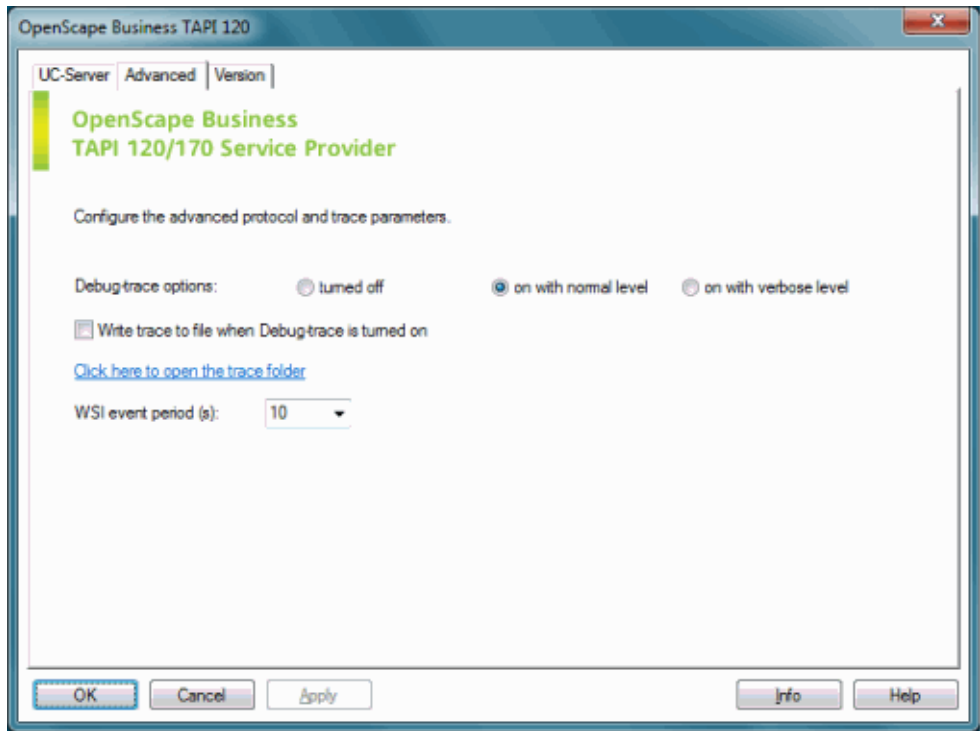 OpenScape Business TAPI 120
UC-Server Advanced Version
OpenScape Business
TAPI 120/170 Service Provider
Configure the advanced protocol and trace parameters.
Debug-trace options: turned off on with normal level on with verbose level
Write trace to file when Debug-trace is turned on
Click here to open the trace folder
WSI event period (s): 10
OK Cancel Apply Info Help